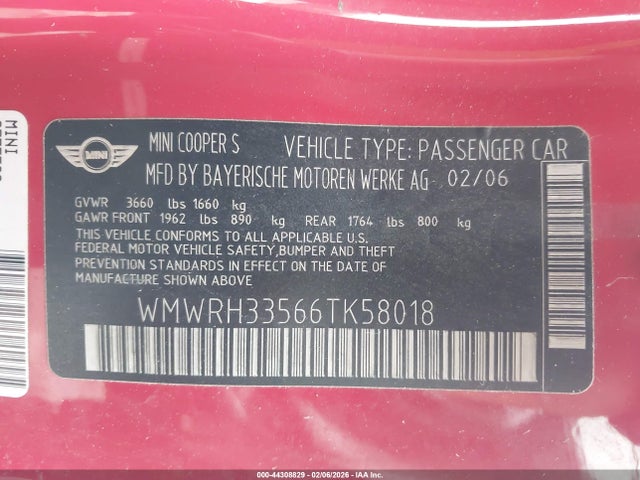 MINI
MINI
MINI COOPER S VEHICLE TYPE: PASSENGER CAR
MFD BY BAYERISCHE MOTOREN WERKE AG 02/06
GVWR 3660 lbs 1660 kg
GAWR FRONT 1962 lbs 890 kg REAR 1764 lbs 800 kg
THIS VEHICLE CONFORMS TO ALL APPLICABLE U.S.
FEDERAL MOTOR VEHICLE SAFETY,BUMPER AND THEFT
PREVENTION STANDARDS IN EFFECT ON THE DATE OF
MANUFACTURE SHOWN ABOVE
WMWRH33566TK58018
000-44308829 - 02/06/2026 - Copyright © IAA, LLC.